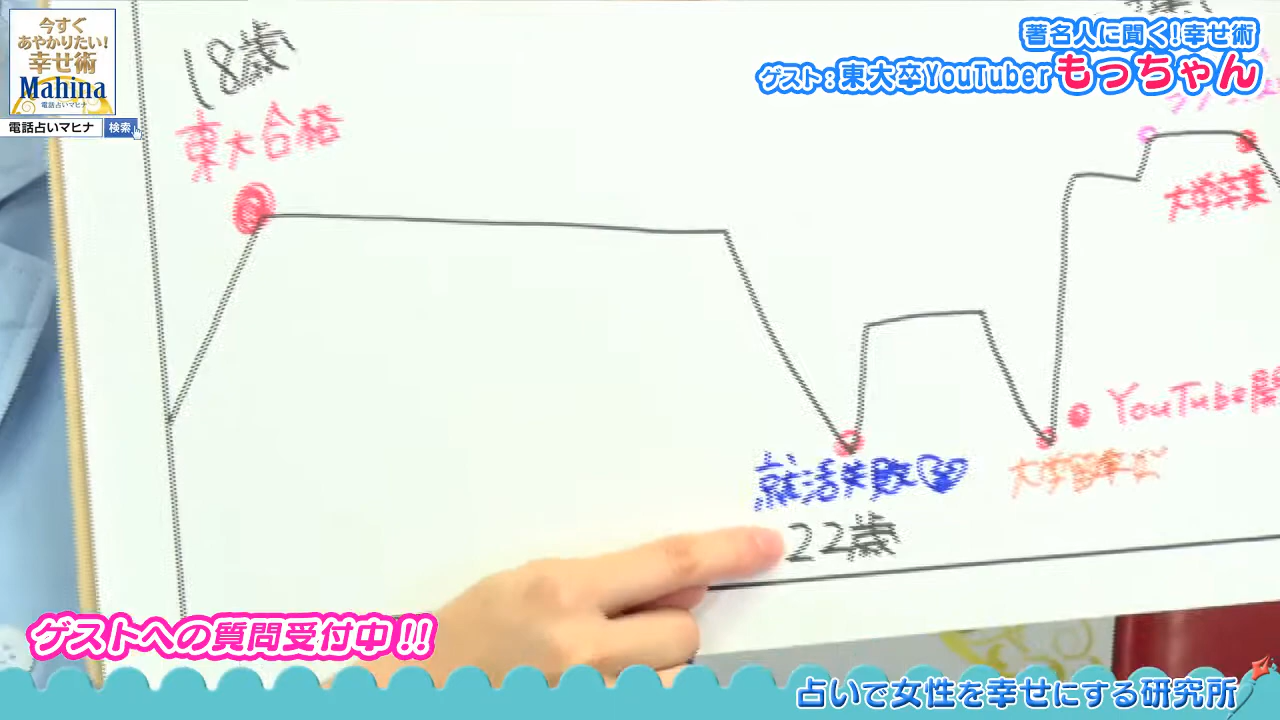 今すぐ
あやかりたい!
幸せ術
Mahina
電話占いマヒナ
電話占いマヒナ 検索
著名人に聞く!幸せ術
ゲスト:東大卒YouTuber もっちゃん
18歳
東大合格
大学卒業
YouTube開
就活失敗
大学留年
22歳
ゲストへの質問受付中!!
占いで女性を幸せにする研究所